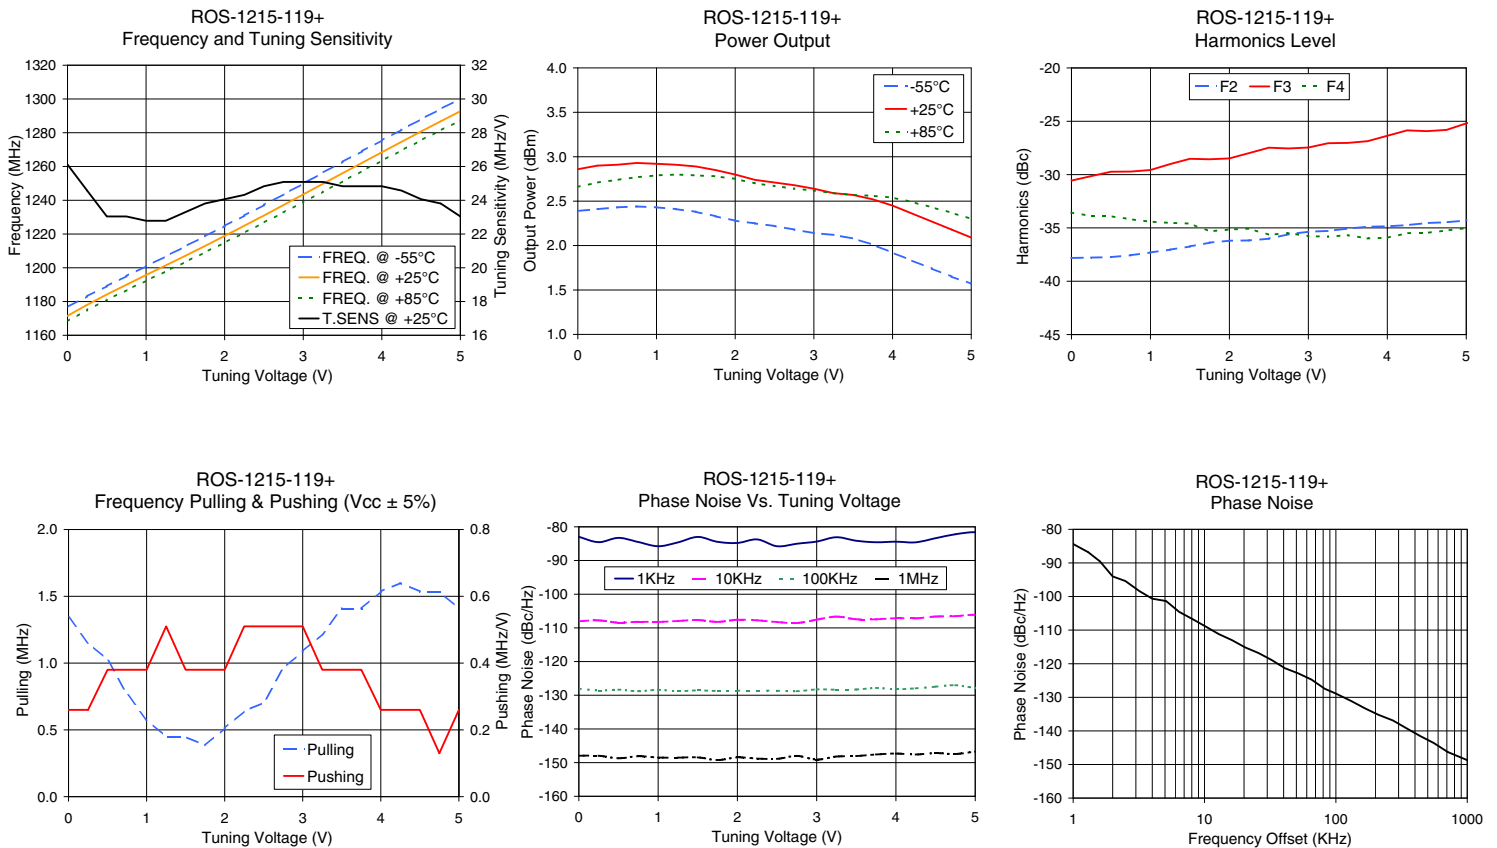 ROS-1215-119+
Frequency and Tuning Sensitivity
1320
1300
1280
1260
1240
1220
1200
1180
1160
Frequency (MHz)
32
30
28
26
24
22
20
18
16
Tuning Sensitivity (MHz/V)
FREQ. @ -55°C
FREQ. @ +25°C
FREQ. @ +85°C
T.SENS @ +25°C
0 1 2 3 4 5
Tuning Voltage (V)
ROS-1215-119+
Power Output
4.0
3.5
3.0
2.5
2.0
1.5
1.0
Output Power (dBm)
-55°C
+25°C
+85°C
0 1 2 3 4 5
Tuning Voltage (V)
ROS-1215-119+
Harmonics Level
-20
-25
-30
-35
-40
-45
Harmonics (dBc)
F2 F3 F4
0 1 2 3 4 5
Tuning Voltage (V)
ROS-1215-119+
Frequency Pulling & Pushing (Vcc ± 5%)
2.0
1.5
1.0
0.5
0.0
Pulling (MHz)
0.8
0.6
0.4
0.2
0.0
Pushing (MHz/V)
Pulling
Pushing
0 1 2 3 4 5
Tuning Voltage (V)
ROS-1215-119+
Phase Noise Vs. Tuning Voltage
-80
-90
-100
-110
-120
-130
-140
-150
-160
Phase Noise (dBc/Hz)
1KHz 10KHz 100KHz 1MHz
0 1 2 3 4 5
Tuning Voltage (V)
ROS-1215-119+
Phase Noise
-80
-90
-100
-110
-120
-130
-140
-150
-160
Phase Noise (dBc/Hz)
1 10 100 1000
Frequency Offset (KHz)